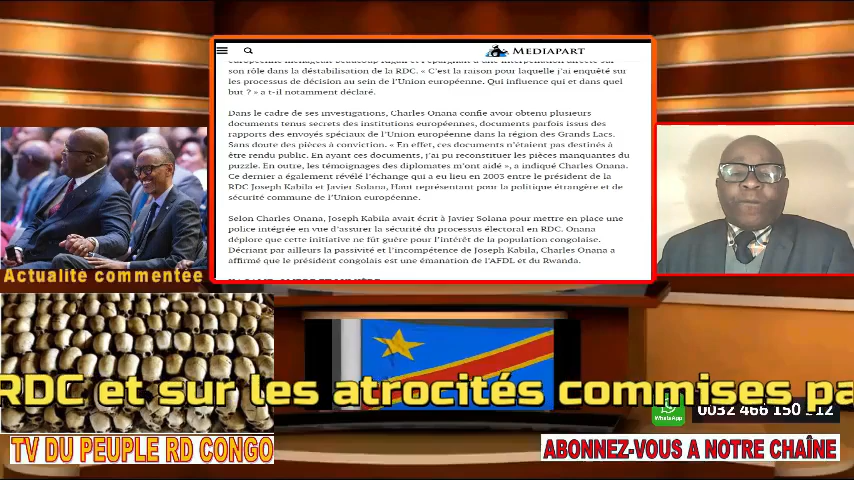 MEDIAPART
son rôle dans la déstabilisation de la RDC. « C'est la raison pour laquelle j'ai enquêté sur
les processus de décision au sein de l'Union européenne. Qui influence qui et dans quel
but ? » a t-il notamment déclaré.
Dans le cadre de ses investigations, Charles Onana confie avoir obtenu plusieurs
documents tenus secrets des institutions européennes, documents parfois issus des
rapports des envoyés spéciaux de l'Union européenne dans la région des Grands Lacs.
Sans doute des pièces à conviction. « En effet, ces documents n'étaient pas destinés à
être rendu public. En ayant ces documents, j'ai pu reconstituer les pièces manquantes du
puzzle. En outre, les témoignages des diplomates m'ont aidé », a indiqué Charles Onana.
Ce dernier a également révélé l'échange qui a eu lieu en 2003 entre le président de la
RDC Joseph Kabila et Javier Solana, Haut représentant pour la politique étrangère et de
sécurité commune de l'Union européenne.
Selon Charles Onana, Joseph Kabila avait écrit à Javier Solana pour mettre en place une
police intégrée en vue d'assurer la sécurité du processus électoral en RDC. Onana
déplore que cette initiative ne fût guère pour l'intérêt de la population congolaise.
Décriant par ailleurs la passivité et l'incompétence de Joseph Kabila, Charles Onana a
affirmé que le président congolais est une émanation de l'AFDL et du Rwanda.
Actualité commentée
RDC et sur les atrocités commises pa
WhatsApp
0032 466 150
TV DU PEUPLE RD CONGO
ABONNEZ-VOUS A NOTRE CHAÎNE